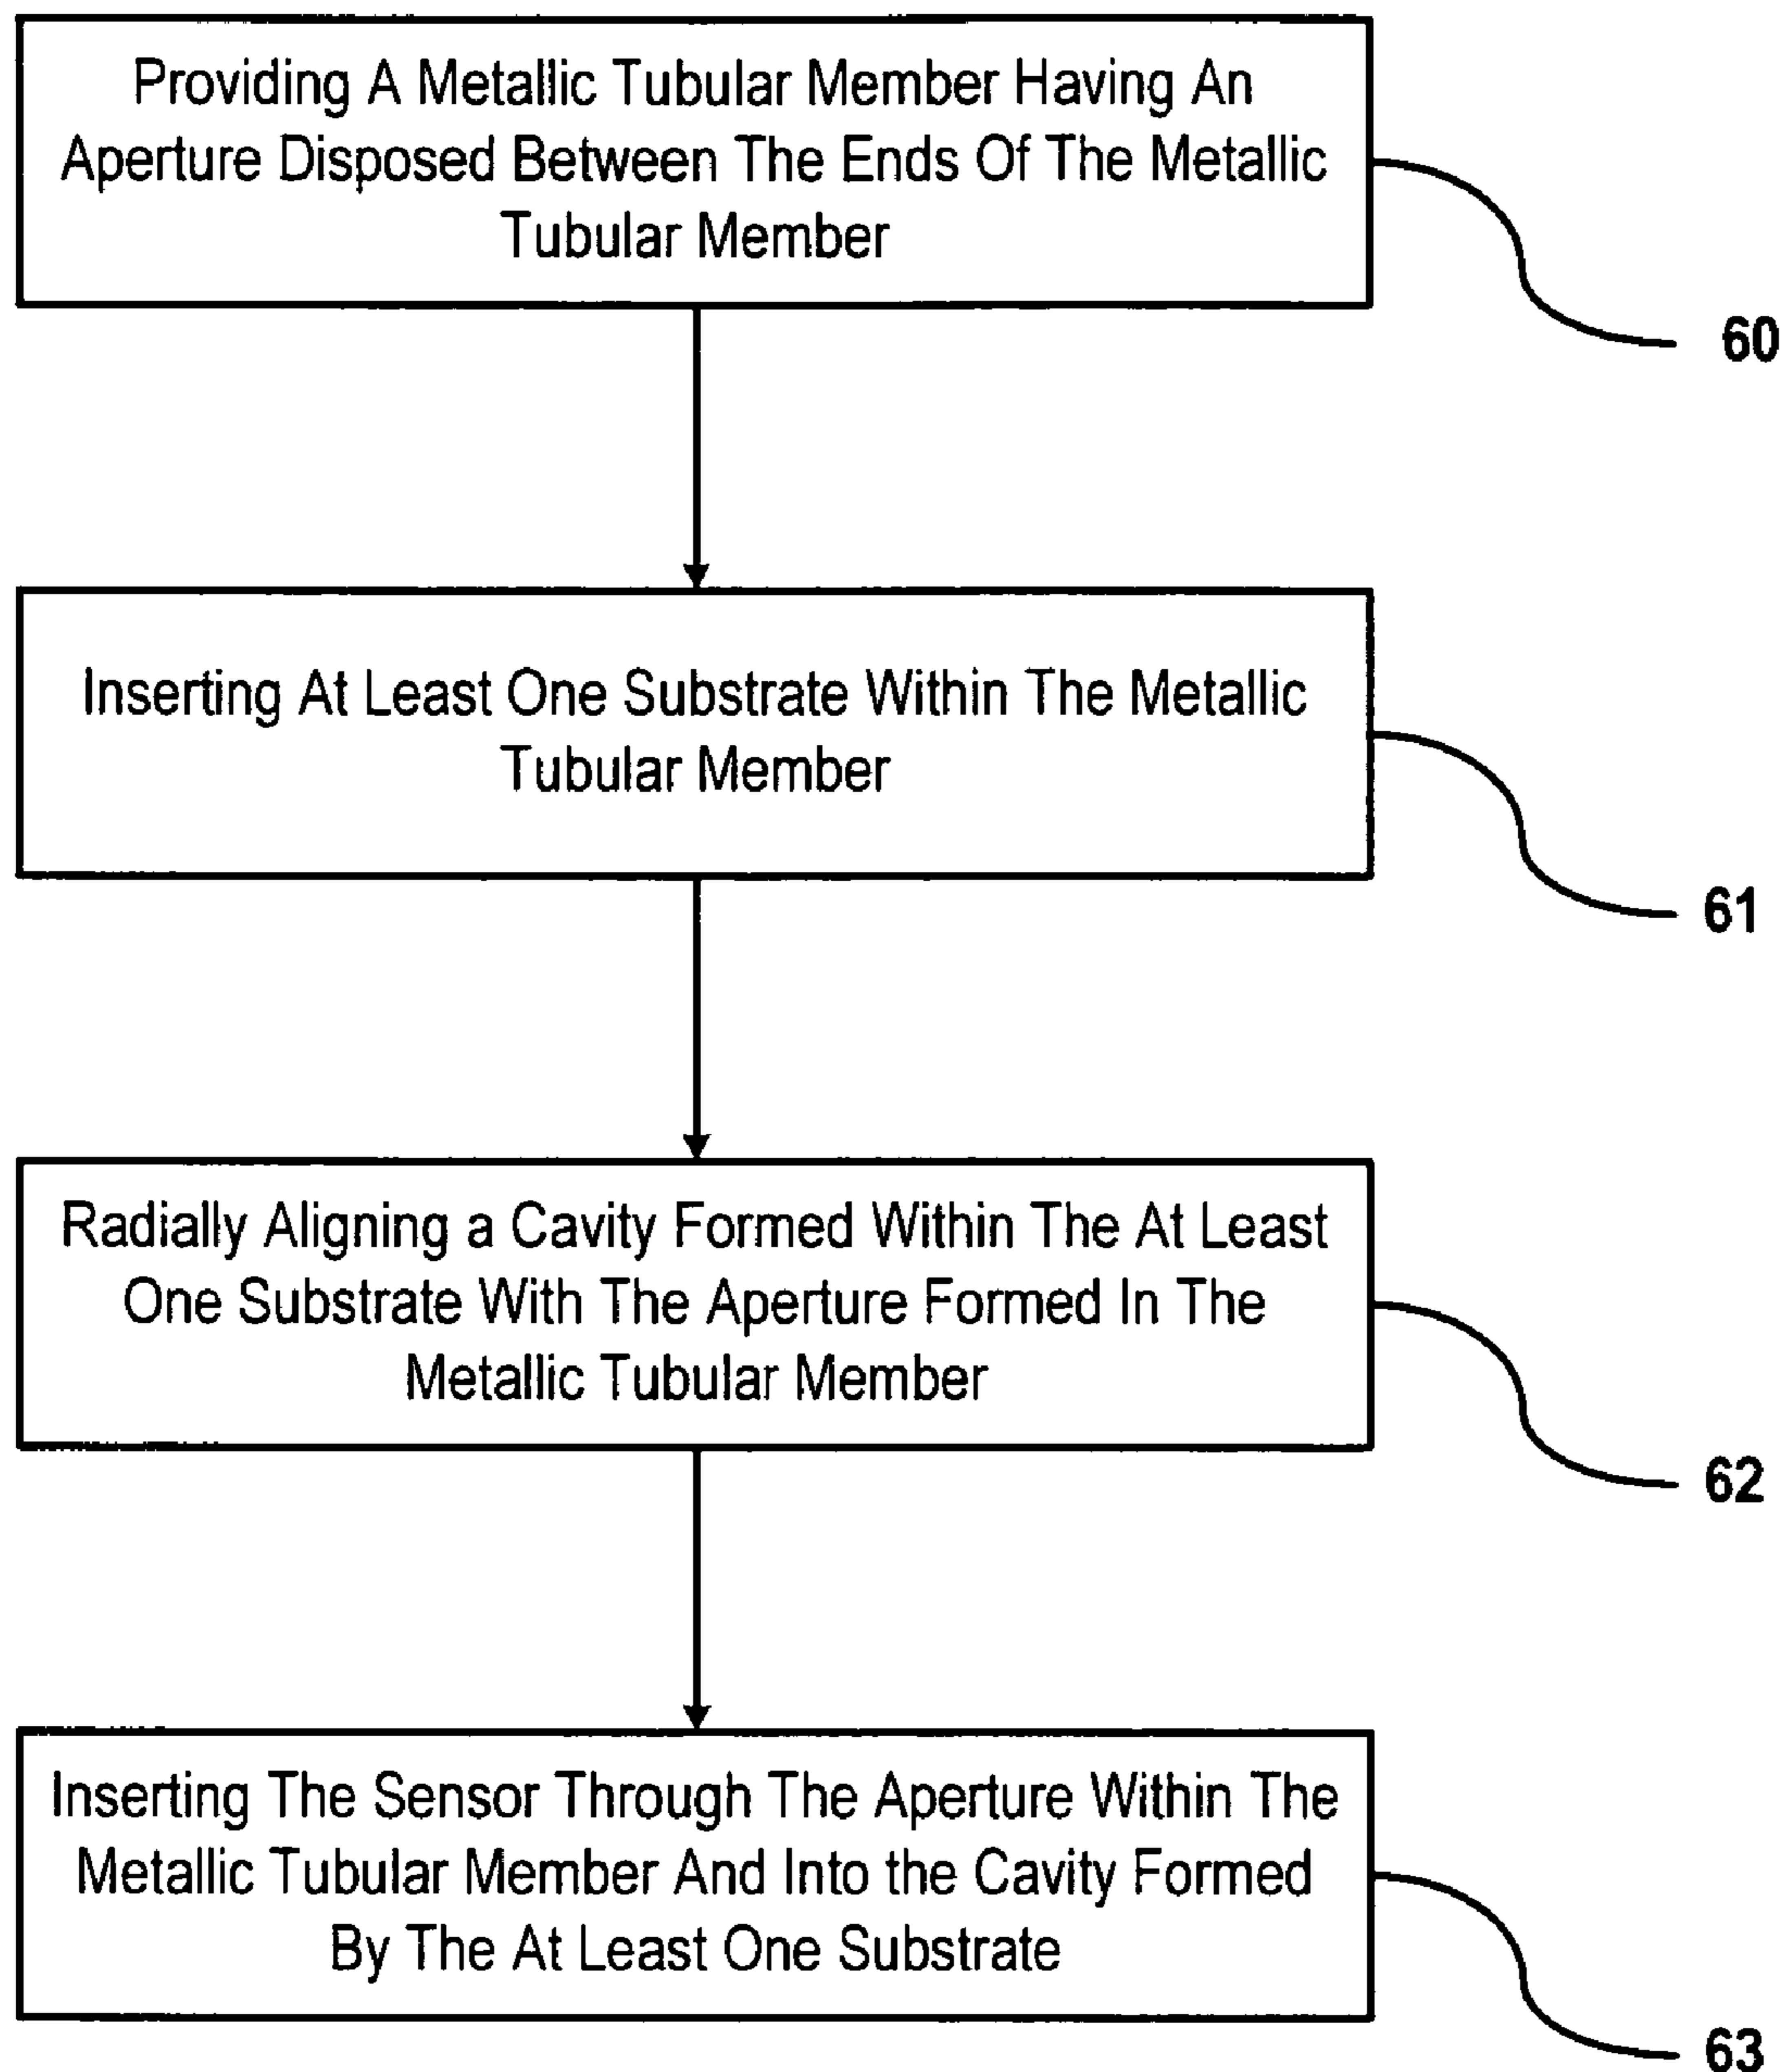 Providing A Metallic Tubular Member Having An
Aperture Disposed Between The Ends Of The Metallic
Tubular Member
60
Inserting At Least One Substrate Within The Metallic
Tubular Member
61
Radially Aligning a Cavity Formed Within The At Least
One Substrate With The Aperture Formed In The
Metallic Tubular Member
62
Inserting The Sensor Through The Aperture Within The
Metallic Tubular Member And Into the Cavity Formed
By The At Least One Substrate
63